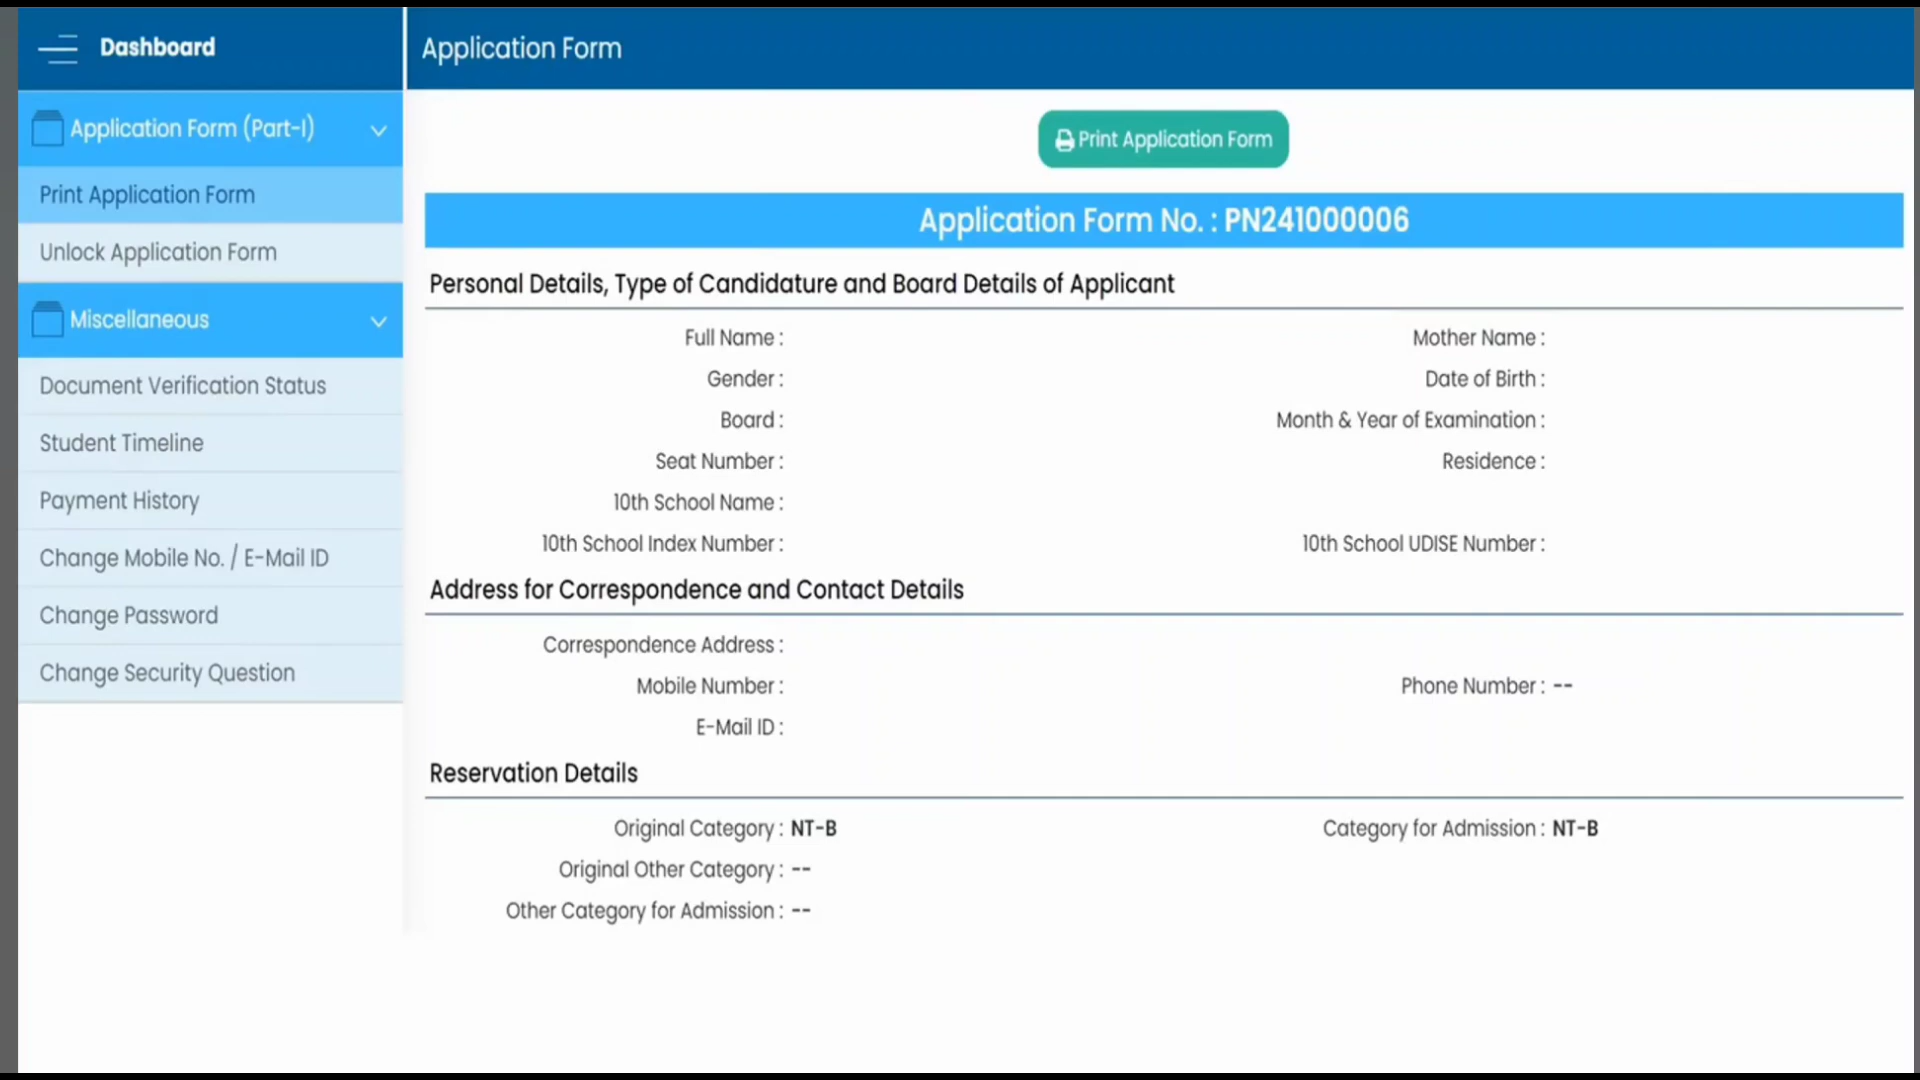 Dashboard
Application Form (Part-I)
Print Application Form
Unlock Application Form
Miscellaneous
Document Verification Status
Student Timeline
Payment History
Change Mobile No. / E-Mail ID
Change Password
Change Security Question
Application Form
Print Application Form
Application Form No. : PN241000006
Personal Details, Type of Candidature and Board Details of Applicant
Full Name : Mother Name :
Gender : Date of Birth :
Board : Month & Year of Examination :
Seat Number : Residence :
10th School Name :
10th School Index Number : 10th School UDISE Number :
Address for Correspondence and Contact Details
Correspondence Address :
Mobile Number : Phone Number : --
E-Mail ID :
Reservation Details
Original Category : NT-B Category for Admission : NT-B
Original Other Category : --
Other Category for Admission : --